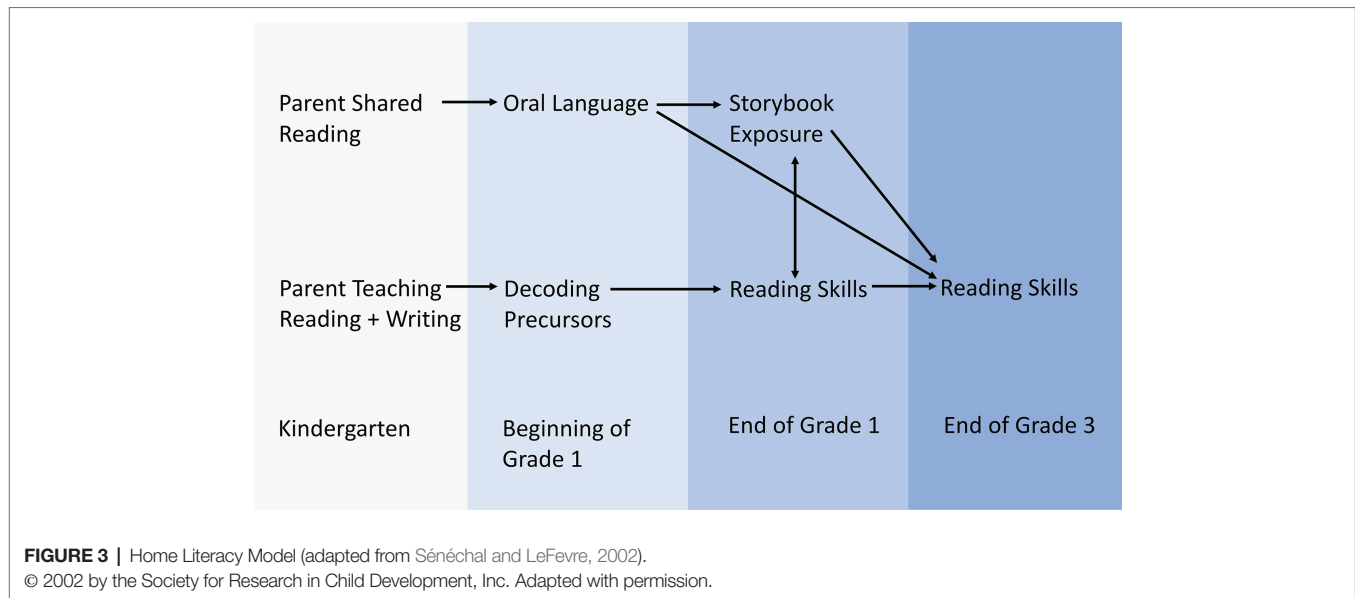 Parent Shared
Reading
Oral Language
Storybook
Exposure
Parent Teaching
Reading + Writing
Decoding
Precursors
Reading Skills
Reading Skills
Kindergarten
Beginning of
Grade 1
End of Grade 1
End of Grade 3
FIGURE 3 | Home Literacy Model (adapted from Sénéchal and LeFevre, 2002).
© 2002 by the Society for Research in Child Development, Inc. Adapted with permission.